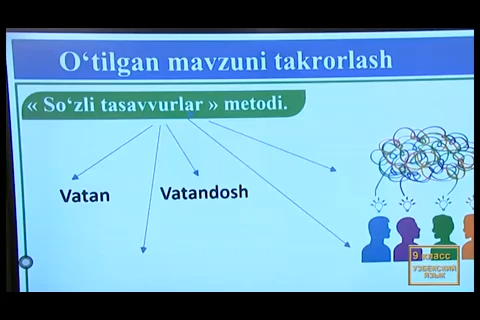 O‘tilgan mavzuni takrorlash
« So‘zli tasavvurlar » metodi.
Vatan
Vatandosh
9 класс
УЗБЕКСКИЙ
ЯЗЫК